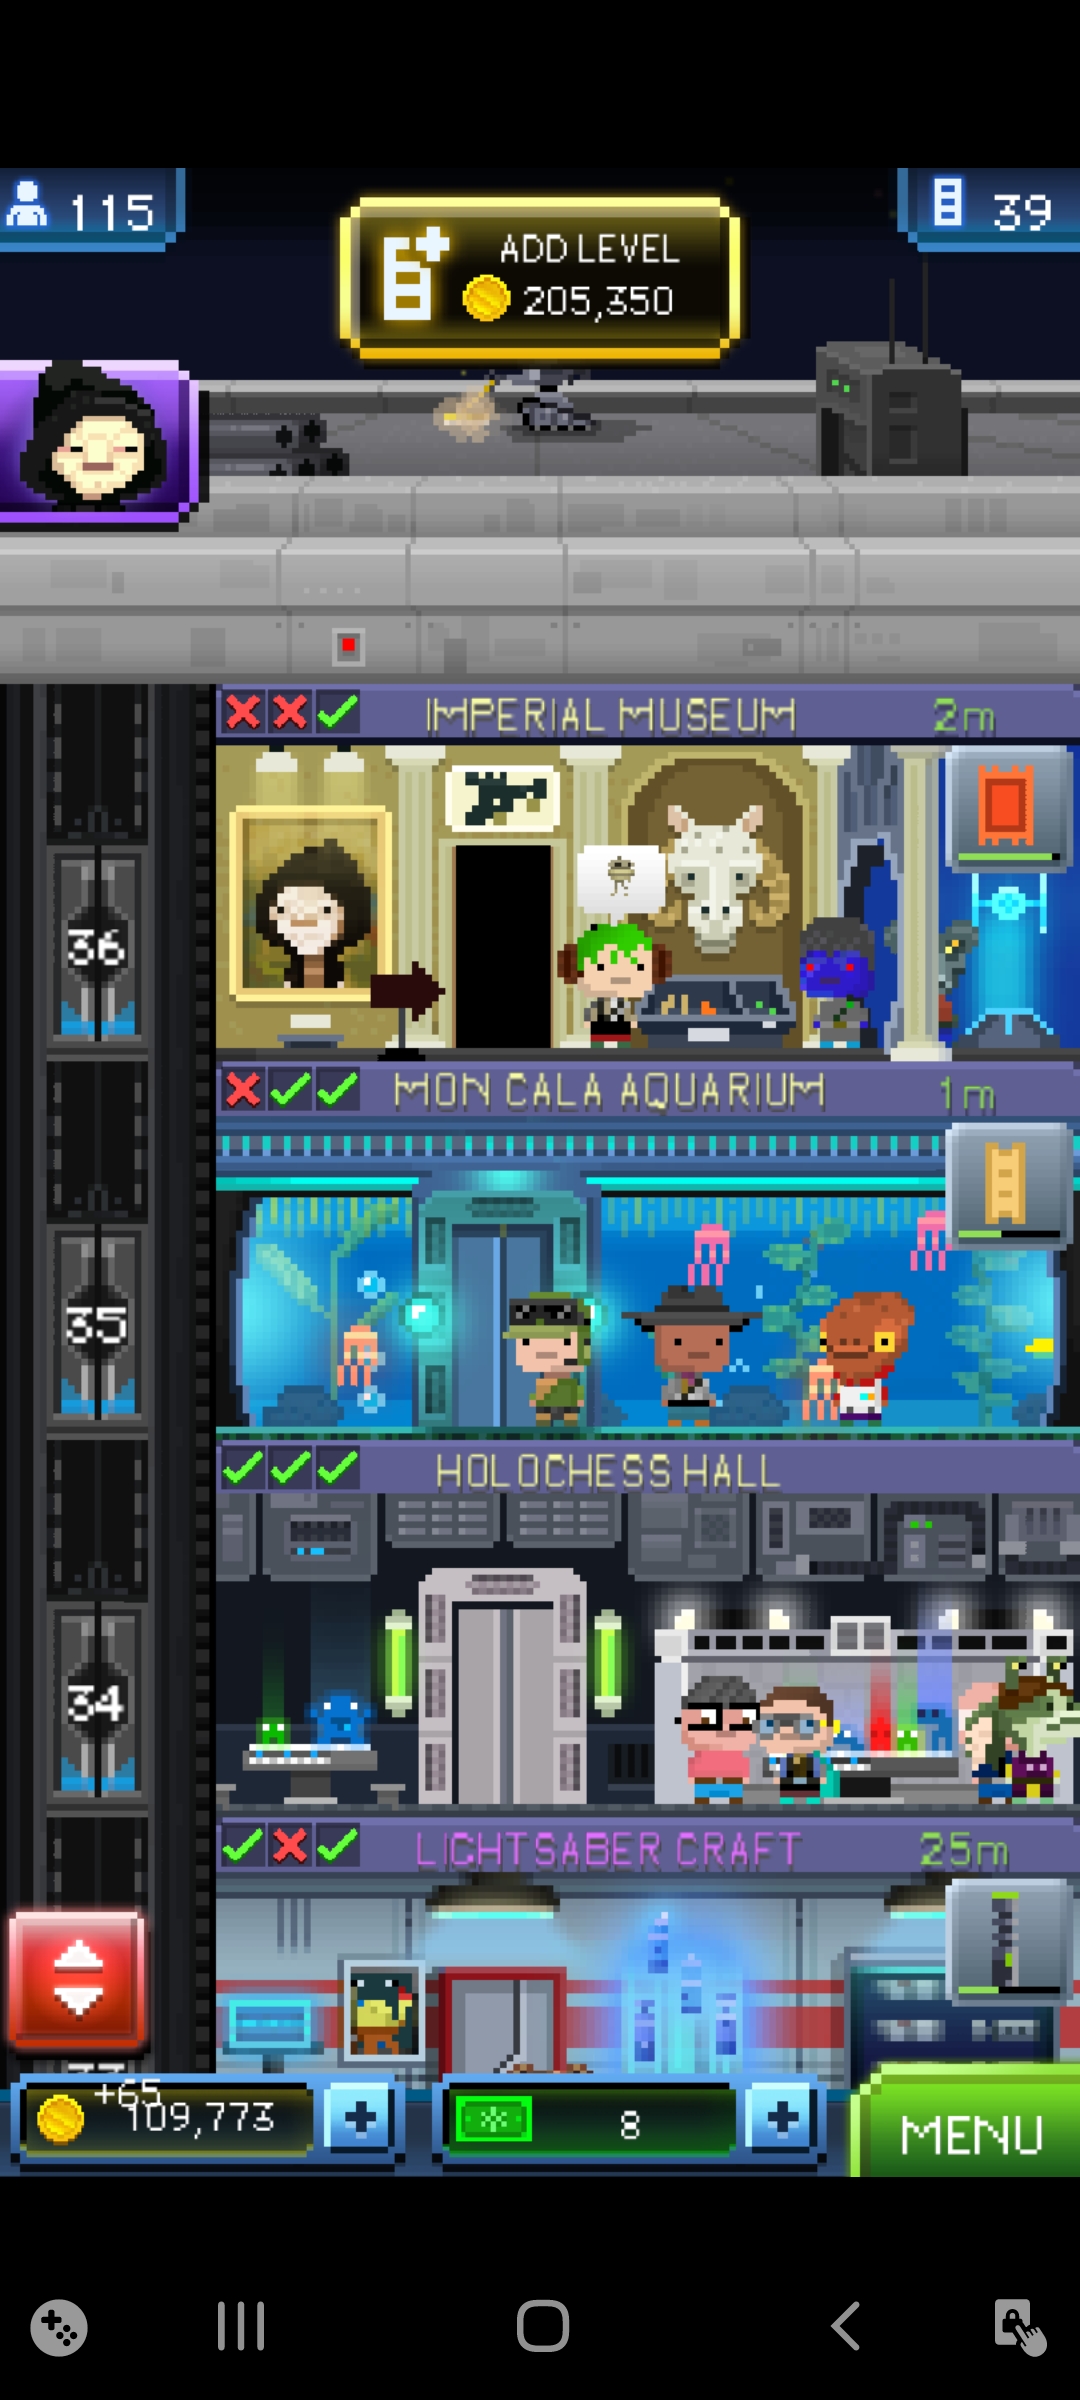 115
ADD LEVEL
205,350
39
IMPERIAL MUSEUM 2m
36
MON CALA AQUARIUM 1m
35
HOLOCHESS HALL
34
LIGHTSABER CRAFT 25m
+65
109,773
8
MENU